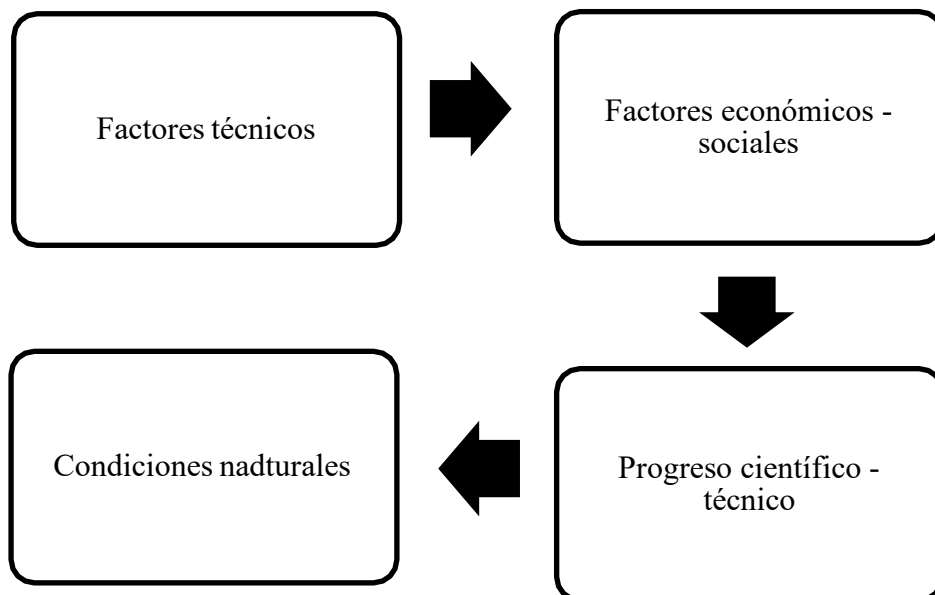 Factores técnicos
Factores económicos -
sociales
Progreso científico -
técnico
Condiciones nadturales